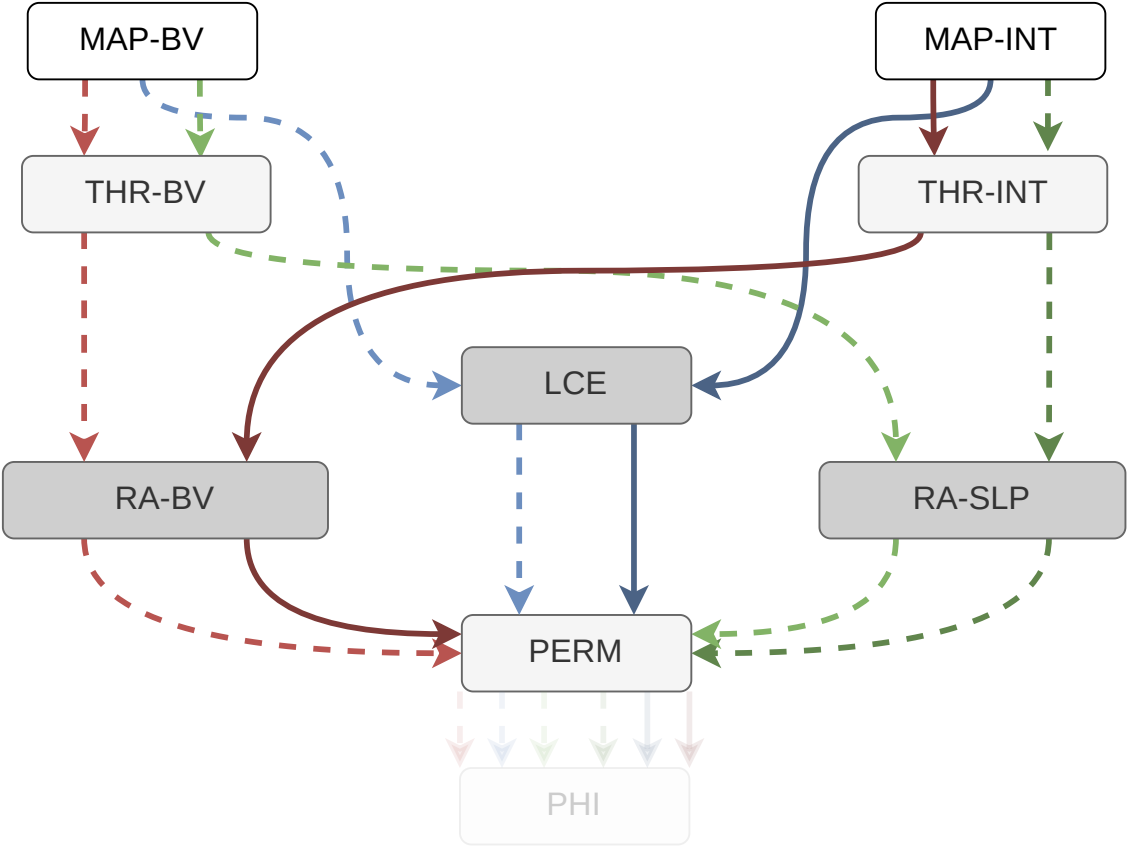 MAP-BV
MAP-INT
THR-BV
THR-INT
LCE
RA-BV
RA-SLP
PERM
PHI